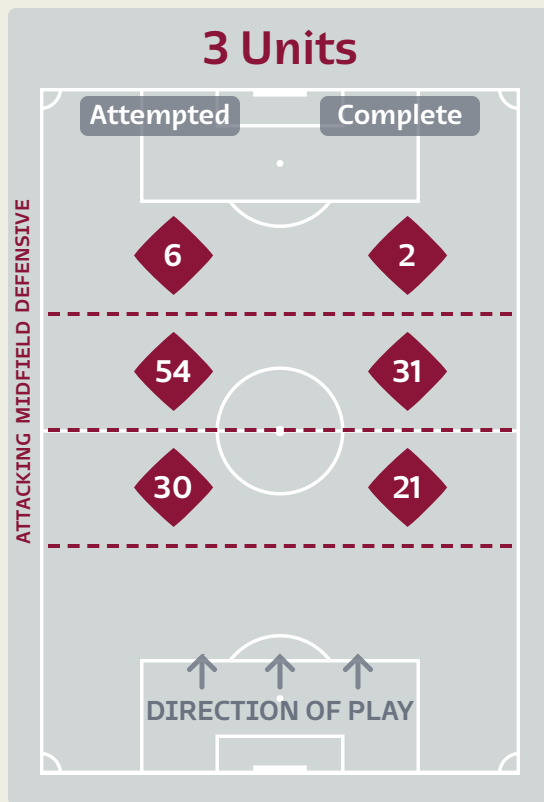 3 Units
Attempted
Complete
ATTACKING MIDFIELD DEFENSIVE
6
2
54
31
30
21
DIRECTION OF PLAY